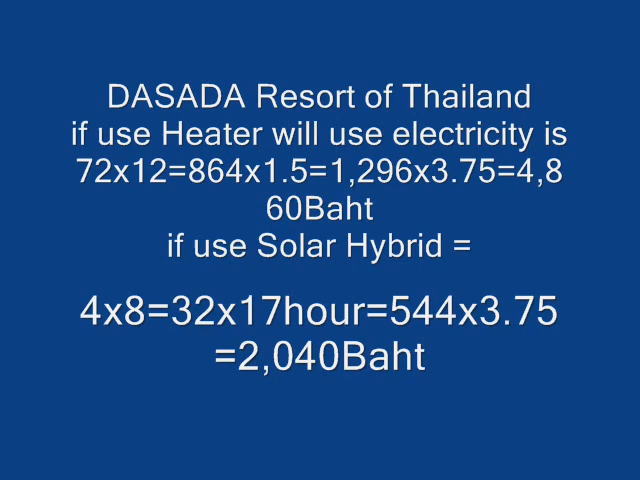 DASADA Resort of Thailand
if use Heater will use electricity is
72x12=864x1.5=1,296x3.75=4,8
60Baht
if use Solar Hybrid =
4x8=32x17hour=544x3.75
=2,040Baht